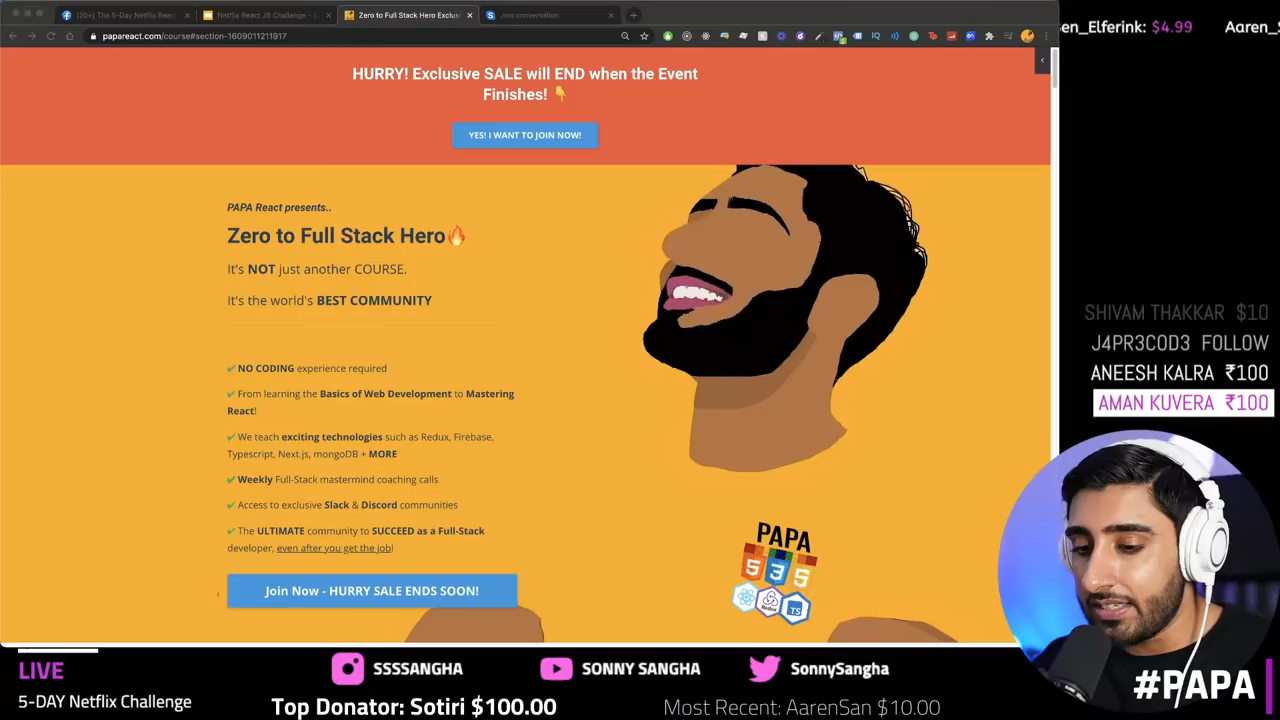 (20+) The 5-Day Netflix Reac
Netflix React JS Challenge - D
Zero to Full Stack Hero Exclus
Join conversation
papareact.com/course#section-1609011211917
en_Elferink: $4.99 Aaren_S
HURRY! Exclusive SALE will END when the Event
Finishes! 👇
YES! I WANT TO JOIN NOW!
PAPA React presents..
Zero to Full Stack Hero🔥
It's NOT just another COURSE.
It's the world's BEST COMMUNITY
✔ NO CODING experience required
✔ From learning the Basics of Web Development to Mastering
React!
✔ We teach exciting technologies such as Redux, Firebase,
Typescript, Next.js, mongoDB + MORE
✔ Weekly Full-Stack mastermind coaching calls
✔ Access to exclusive Slack & Discord communities
✔ The ULTIMATE community to SUCCEED as a Full-Stack
developer, even after you get the job!
Join Now - HURRY SALE ENDS SOON!
PAPA
5 3 5
Redux
TS
SHIVAM THAKKAR $10
J4PR3COD3 FOLLOW
ANEESH KALRA ₹100
AMAN KUVERA ₹100
LIVE
5-DAY Netflix Challenge
SSSSANGHA
SONNY SANGHA
SonnySangha
Top Donator: Sotiri $100.00
Most Recent: AarenSan $10.00
#PAPA